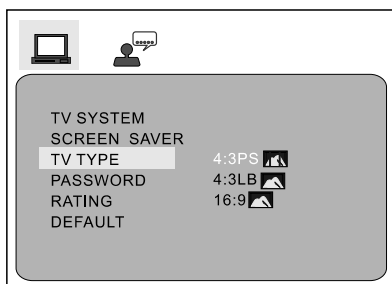 TV SYSTEM
SCREEN SAVER
TV TYPE 4:3PS
PASSWORD 4:3LB
RATING 16:9
DEFAULT